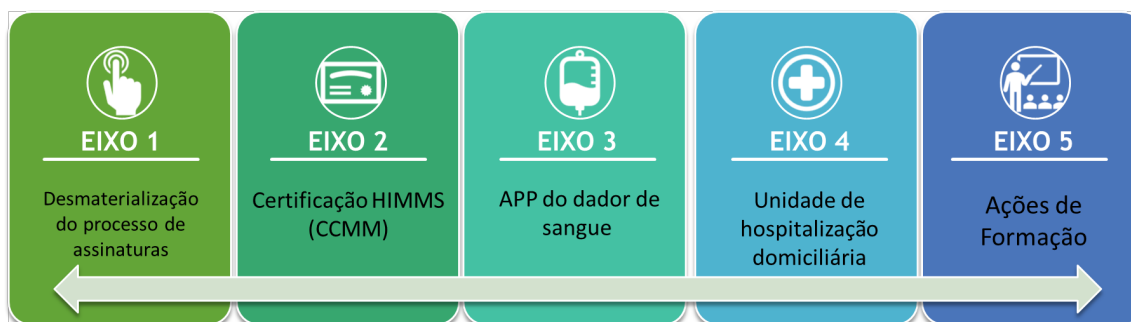 EIXO 1
Desmaterialização
do processo de
assinaturas
EIXO 2
Certificação HIMMS
(CCMM)
EIXO 3
APP do dador de
sangue
EIXO 4
Unidade de
hospitalização
domiciliária
EIXO 5
Ações de
Formação